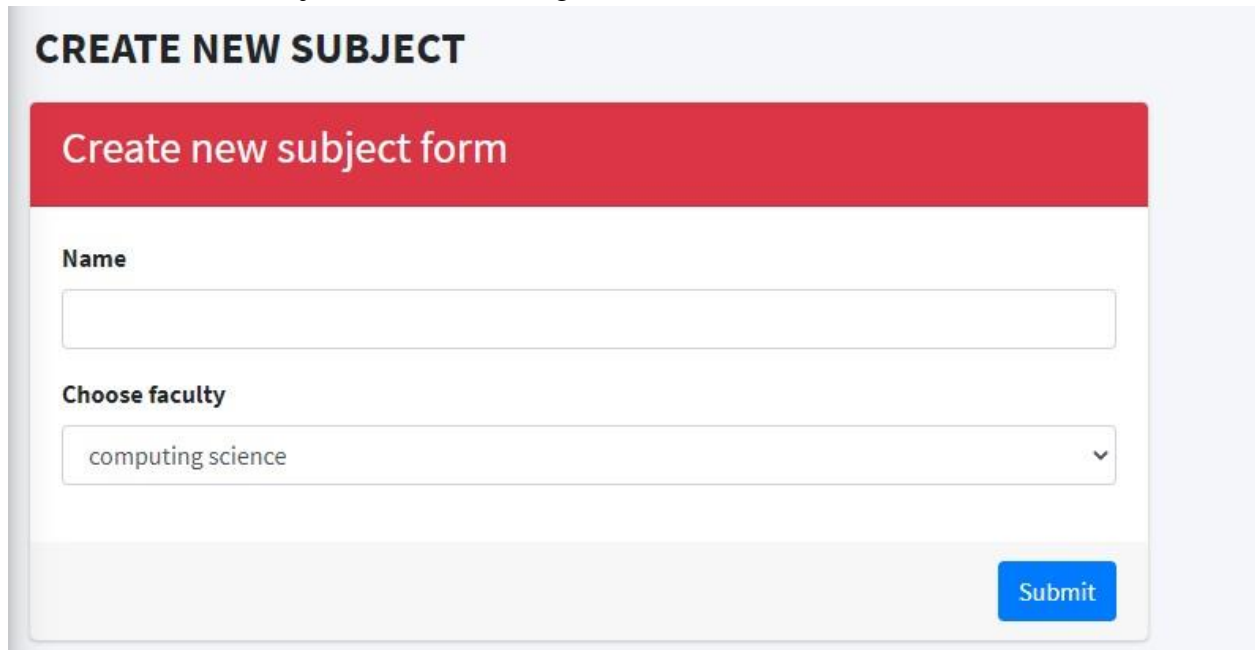 CREATE NEW SUBJECT
Create new subject form
Name
Choose faculty
computing science
Submit